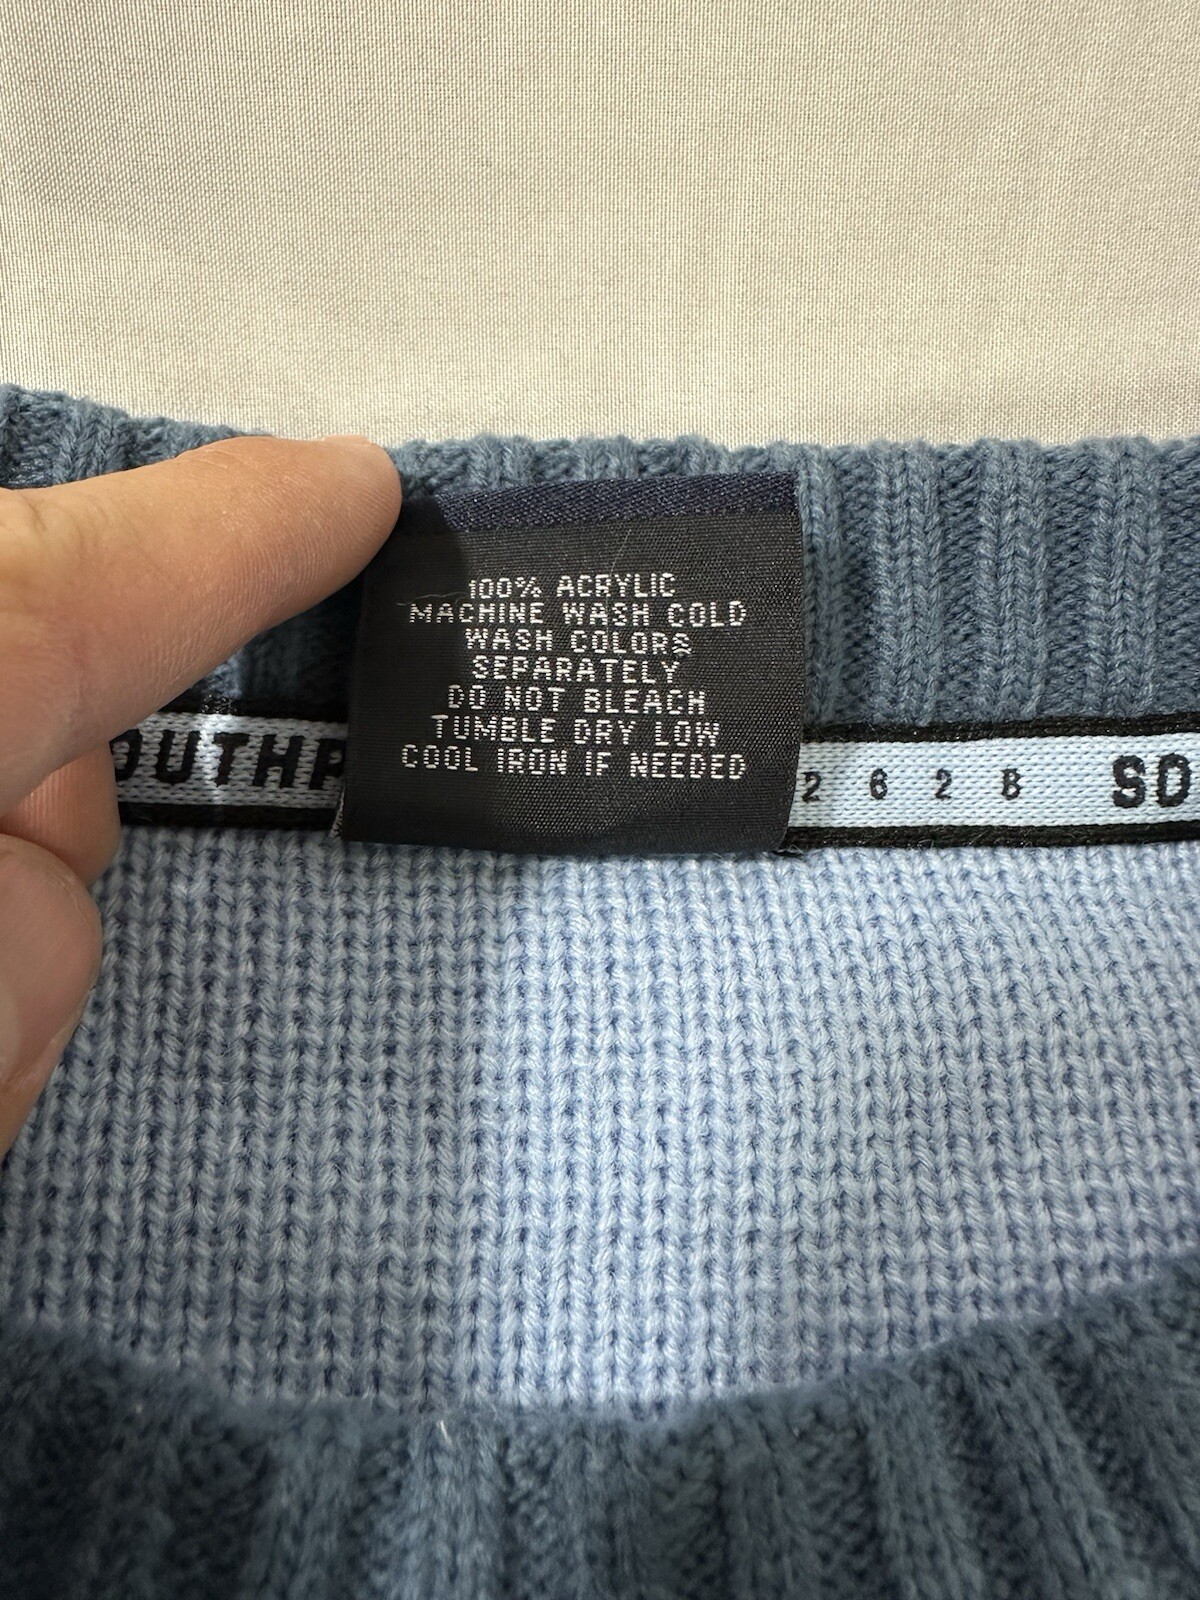 100% ACRYLIC
MACHINE WASH COLD
WASH COLORS
SEPARATELY
DO NOT BLEACH
TUMBLE DRY LOW
COOL IRON IF NEEDED
OUTHP
2 6 2 8 SO